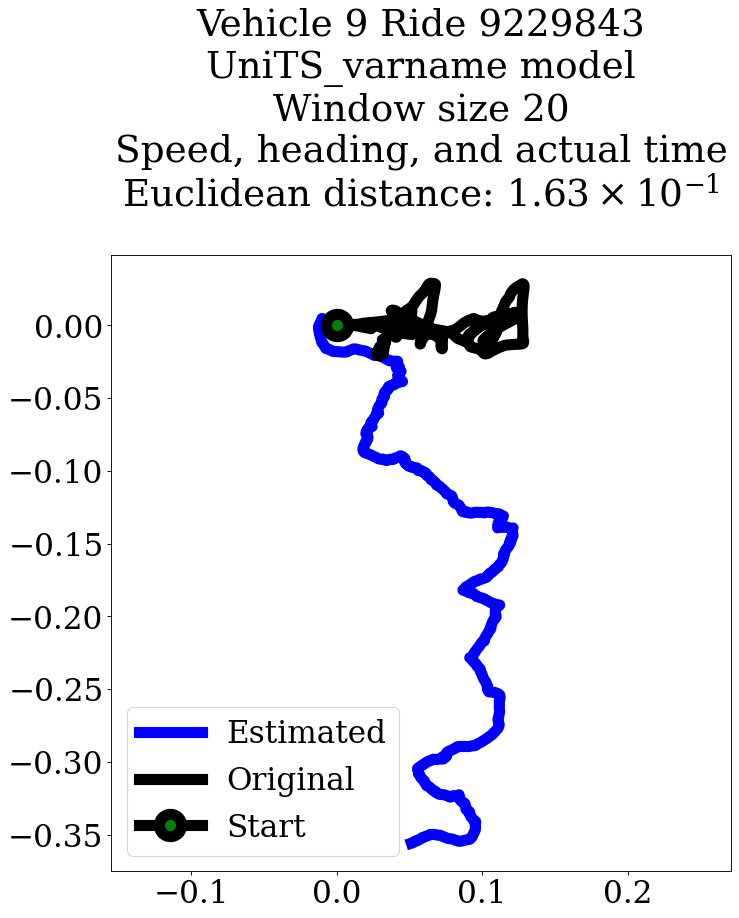 Vehicle 9 Ride 9229843
UniTS_varname model
Window size 20
Speed, heading, and actual time
Euclidean distance: 1.63 × 10⁻¹
0.00
−0.05
−0.10
−0.15
−0.20
−0.25
−0.30
−0.35
Estimated
Original
Start
−0.1 0.0 0.1 0.2